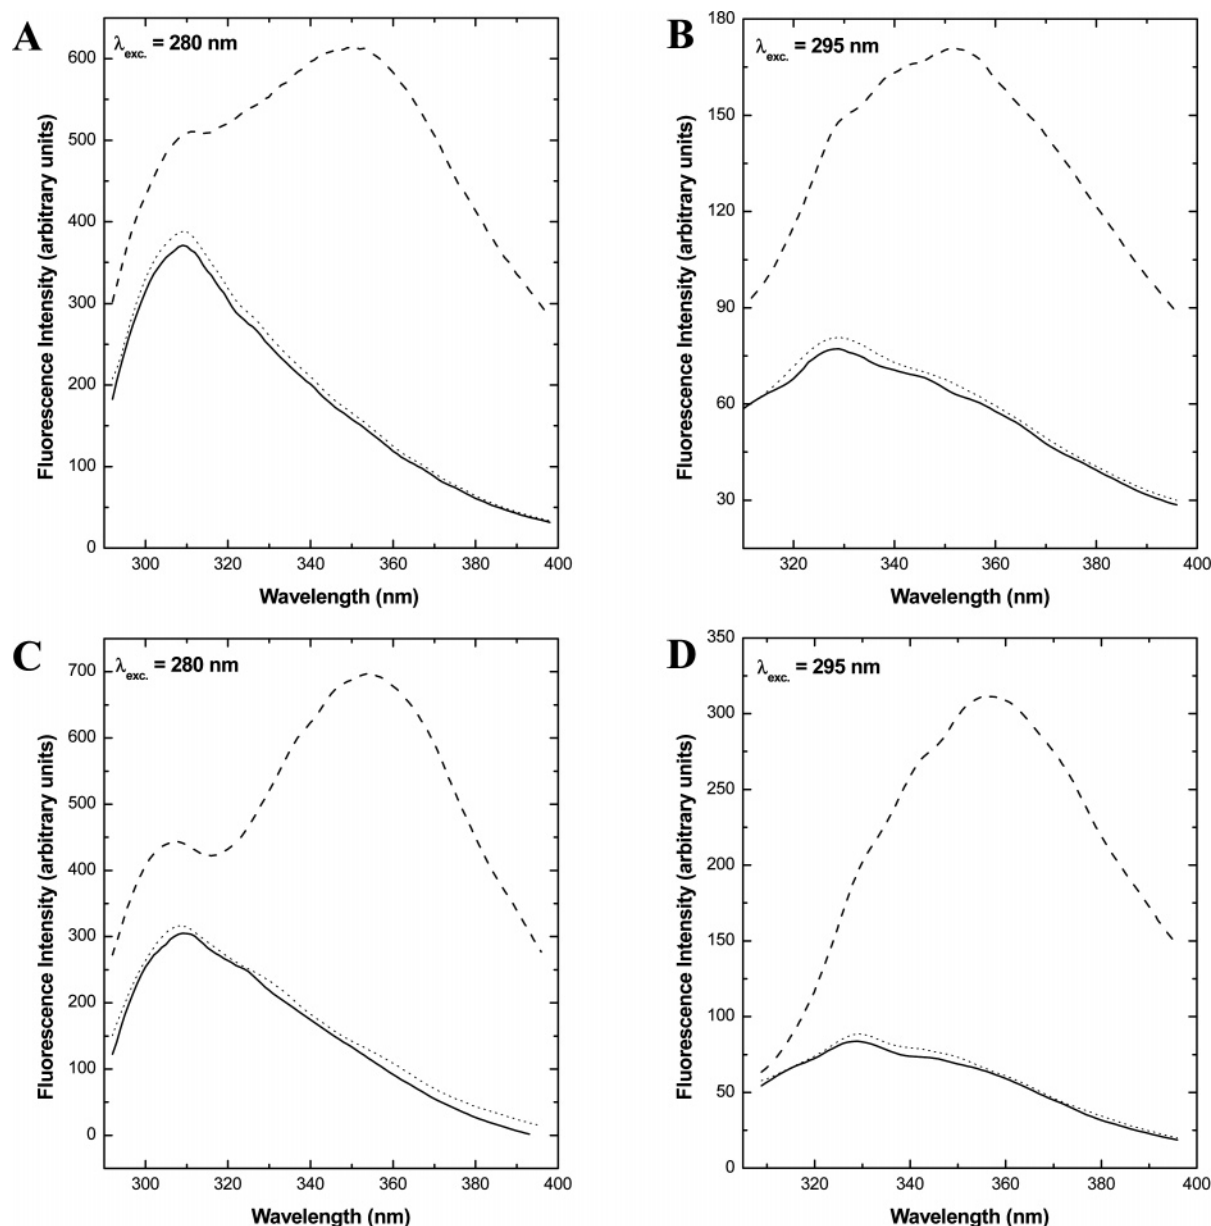 A
λexc. = 280 nm
Fluorescence Intensity (arbitrary units)
600
500
400
300
200
100
0
300 320 340 360 380 400
Wavelength (nm)
B
λexc. = 295 nm
Fluorescence Intensity (arbitrary units)
180
150
120
90
60
30
320 340 360 380 400
Wavelength (nm)
C
λexc. = 280 nm
Fluorescence Intensity (arbitrary units)
700
600
500
400
300
200
100
0
300 320 340 360 380 400
Wavelength (nm)
D
λexc. = 295 nm
Fluorescence Intensity (arbitrary units)
350
300
250
200
150
100
50
0
320 340 360 380 400
Wavelength (nm)